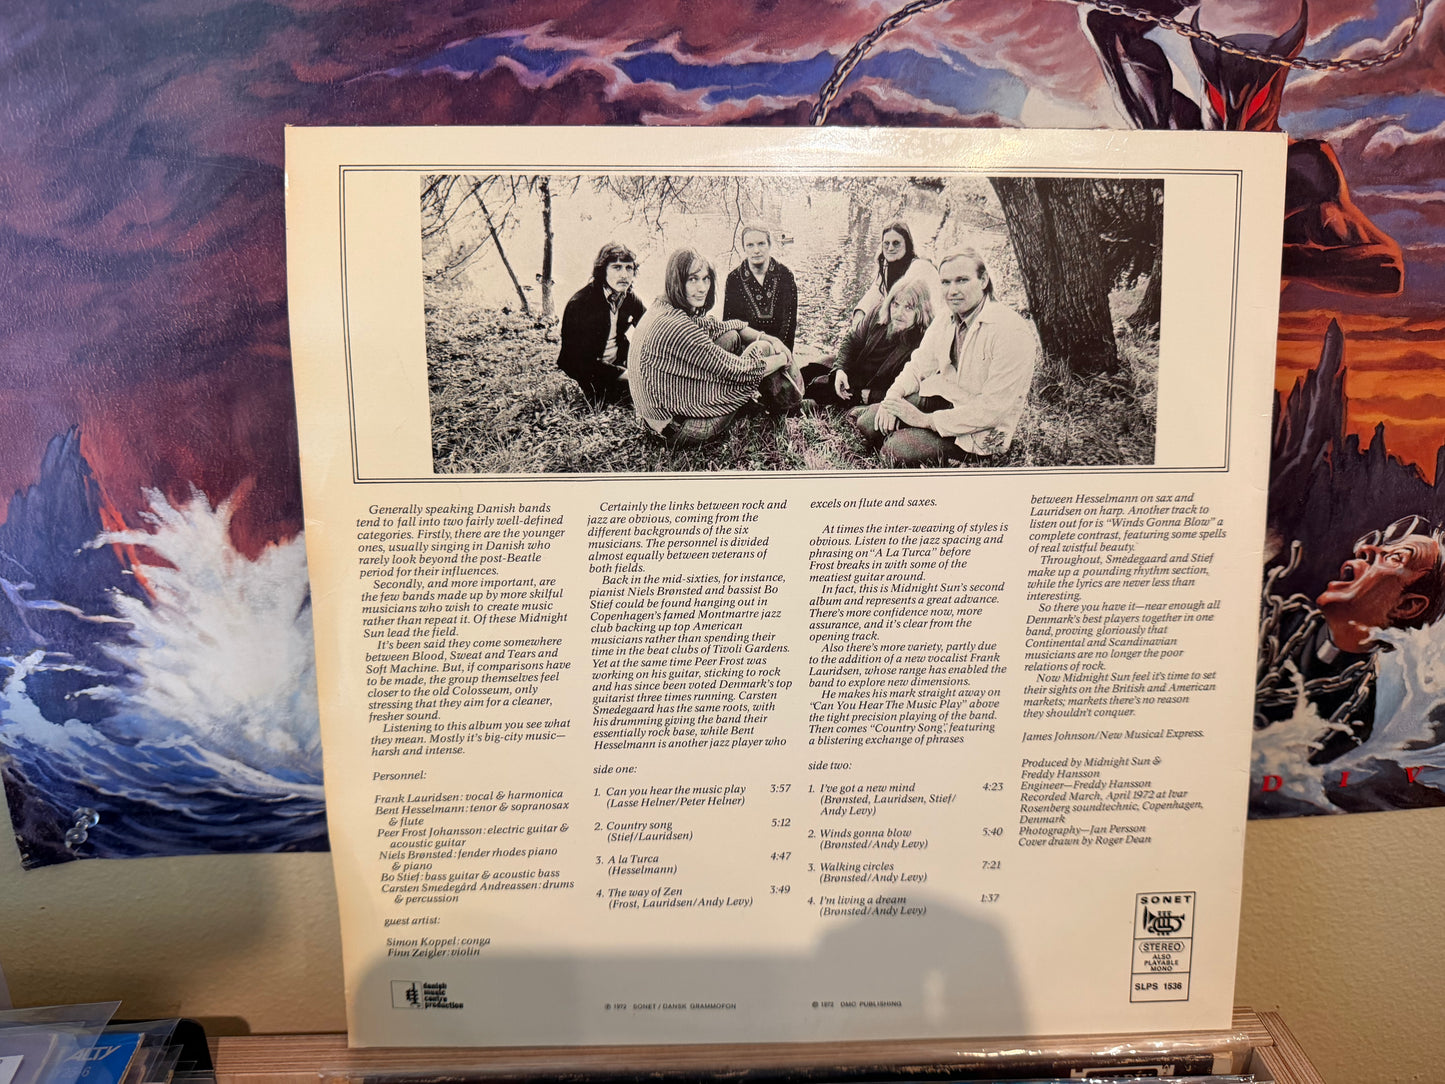 Generally speaking Danish bands
tend to fall into two fairly well-defined
categories. Firstly, there are the younger
ones, usually singing in Danish who
rarely look beyond the post-Beatle
period for their influences.
Secondly, and more important, are
the few bands made up by more skilful
musicians who wish to create music
rather than repeat it. Of these Midnight
Sun lead the field.
It's been said they come somewhere
between Blood, Sweat and Tears and
Soft Machine. But, if comparisons have
to be made, the group themselves feel
closer to the old Colosseum, only
stressing that they aim for a cleaner,
fresher sound.
Listening to this album you see what
they mean. Mostly it's big-city music—
harsh and intense.
Certainly the links between rock and
jazz are obvious, coming from the
different backgrounds of the six
musicians. The personnel is divided
almost equally between veterans of
both fields.
Back in the mid-sixties, for instance,
pianist Niels Brønsted and bassist Bo
Stief could be found hanging out in
Copenhagen's famed Montmartre jazz
club backing up top American
musicians rather than spending their
time in the beat clubs of Tivoli Gardens.
Yet at the same time Peer Frost was
working on his guitar, sticking to rock
and has since been voted Denmark's top
guitarist three times running. Carsten
Smedegaard has the same roots, with
his drumming giving the band their
essentially rock base, while Bent
Hesselmann is another jazz player who
excels on flute and saxes.
At times the inter-weaving of styles is
obvious. Listen to the jazz spacing and
phrasing on "A La Turca" before
Frost breaks in with some of the
meatiest guitar around.
In fact, this is Midnight Sun's second
album and represents a great advance.
There's more confidence now, more
assurance, and it's clear from the
opening track.
Also there's more variety, partly due
to the addition of a new vocalist Frank
Lauridsen, whose range has enabled the
band to explore new dimensions.
He makes his mark straight away on
"Can You Hear The Music Play" above
the tight precision playing of the band.
Then comes "Country Song", featuring
a blistering exchange of phrases
between Hesselmann on sax and
Lauridsen on harp. Another track to
listen out for is "Winds Gonna Blow" a
complete contrast, featuring some spells
of real wistful beauty.
Throughout, Smedegaard and Stief
make up a pounding rhythm section,
while the lyrics are never less than
interesting.
So there you have it—near enough all
Denmark's best players together in one
band, proving gloriously that
Continental and Scandinavian
musicians are no longer the poor
relations of rock.
Now Midnight Sun feel it's time to set
their sights on the British and American
markets; markets there's no reason
they shouldn't conquer.
James Johnson/New Musical Express.
Personnel:
Frank Lauridsen: vocal & harmonica
Bent Hesselmann: tenor & sopranosax
& flute
Peer Frost Johansson: electric guitar &
acoustic guitar
Niels Brønsted: fender rhodes piano
& piano
Bo Stief: bass guitar & acoustic bass
Carsten Smedegård Andreassen: drums
& percussion
guest artist:
Simon Koppel: conga
Finn Zeigler: violin
danish
music
centre
production
side one:
1. Can you hear the music play 3:57
(Lasse Helner/Peter Helner)
2. Country song 5:12
(Stief/Lauridsen)
3. A la Turca 4:47
(Hesselmann)
4. The way of Zen 3:49
(Frost, Lauridsen/Andy Levy)
℗ 1972 SONET / DANSK GRAMMOFON
side two:
1. I've got a new mind 4:23
(Brønsted, Lauridsen, Stief/
Andy Levy)
2. Winds gonna blow 5:40
(Brønsted/Andy Levy)
3. Walking circles 7:21
(Brønsted/Andy Levy)
4. I'm living a dream 1:37
(Brønsted/Andy Levy)
© 1972 DMC PUBLISHING
Produced by Midnight Sun &
Freddy Hansson
Engineer—Freddy Hansson
Recorded March, April 1972 at Ivar
Rosenberg soundtechnic, Copenhagen,
Denmark
Photography—Jan Persson
Cover drawn by Roger Dean
SONET
STEREO
ALSO
PLAYABLE
MONO
SLPS 1536
D I V
ALTY